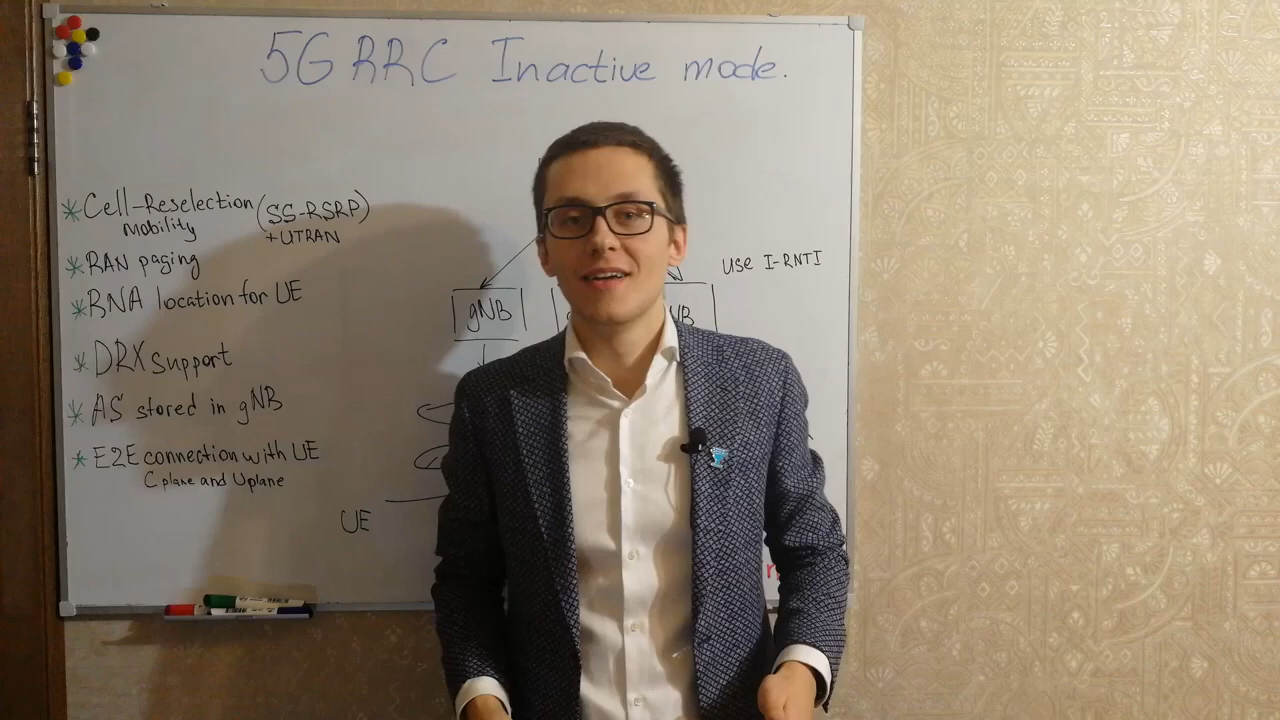 5G RRC Inactive mode.
* Cell-Reselection (SS-RSRP)
mobility +UTRAN
* RAN paging
* RNA location for UE
* DRX support
* AS stored in gNB
* E2E connection with UE
C plane and U plane
use I-RNTI
gNB
UE